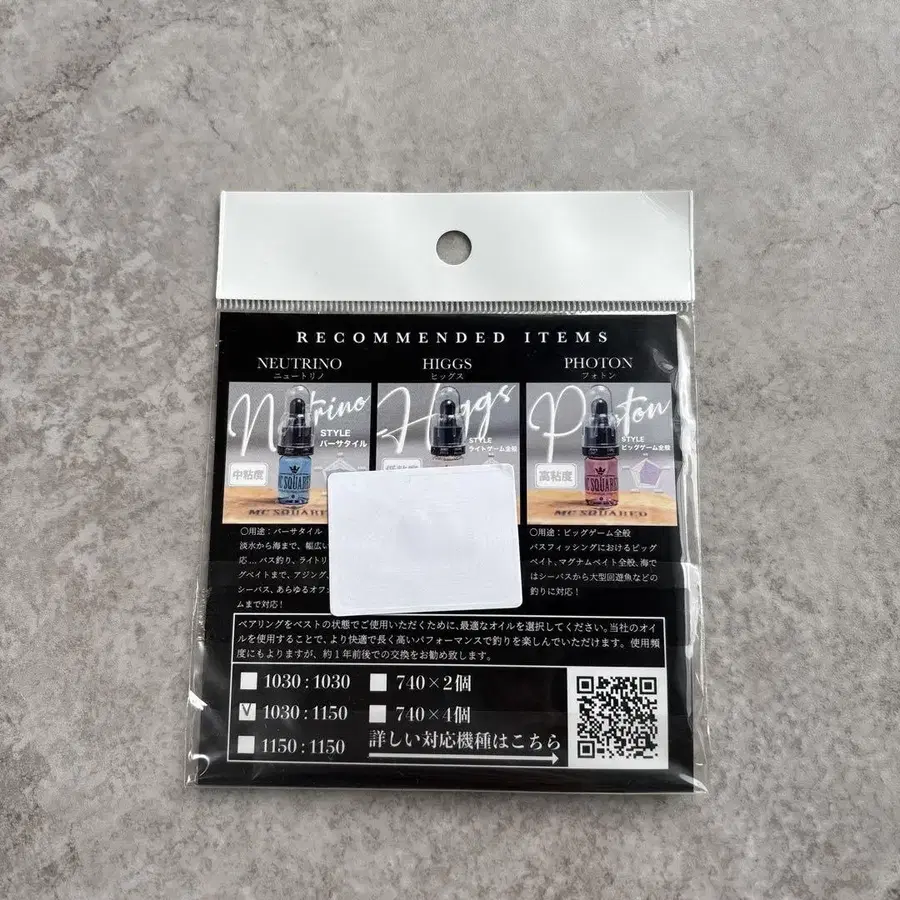 RECOMMENDED ITEMS
NEUTRINO
ニュートリノ
Neutrino
STYLE
バーサタイル
中粘度
MC SQUARED
〇用途：バーサタイル
淡水から海まで、幅広い
応…バス釣り、ライトリ
グベイトまで、アジング、
シーバス、あらゆるオフ
ムまで対応！
HIGGS
ヒッグス
Higgs
STYLE
ライトゲーム全般
PHOTON
フォトン
Photon
STYLE
ビッグゲーム全般
高粘度
MC SQUARED
〇用途：ビッグゲーム全般
バスフィッシングにおけるビッグ
ベイト、マグナムベイト全般、海で
はシーバスから大型回遊魚などの
釣りに対応！
ベアリングをベストの状態でご使用いただくために、最適なオイルを選択してください。当社のオイ
ルを使用することで、より快適で長く高いパフォーマンスで釣りを楽しんでいただけます。使用頻
度にもよりますが、約1年前後での交換をお勧め致します。
1030:1030
740×2個
V 1030:1150
740×4個
1150:1150
詳しい対応機種はこちら